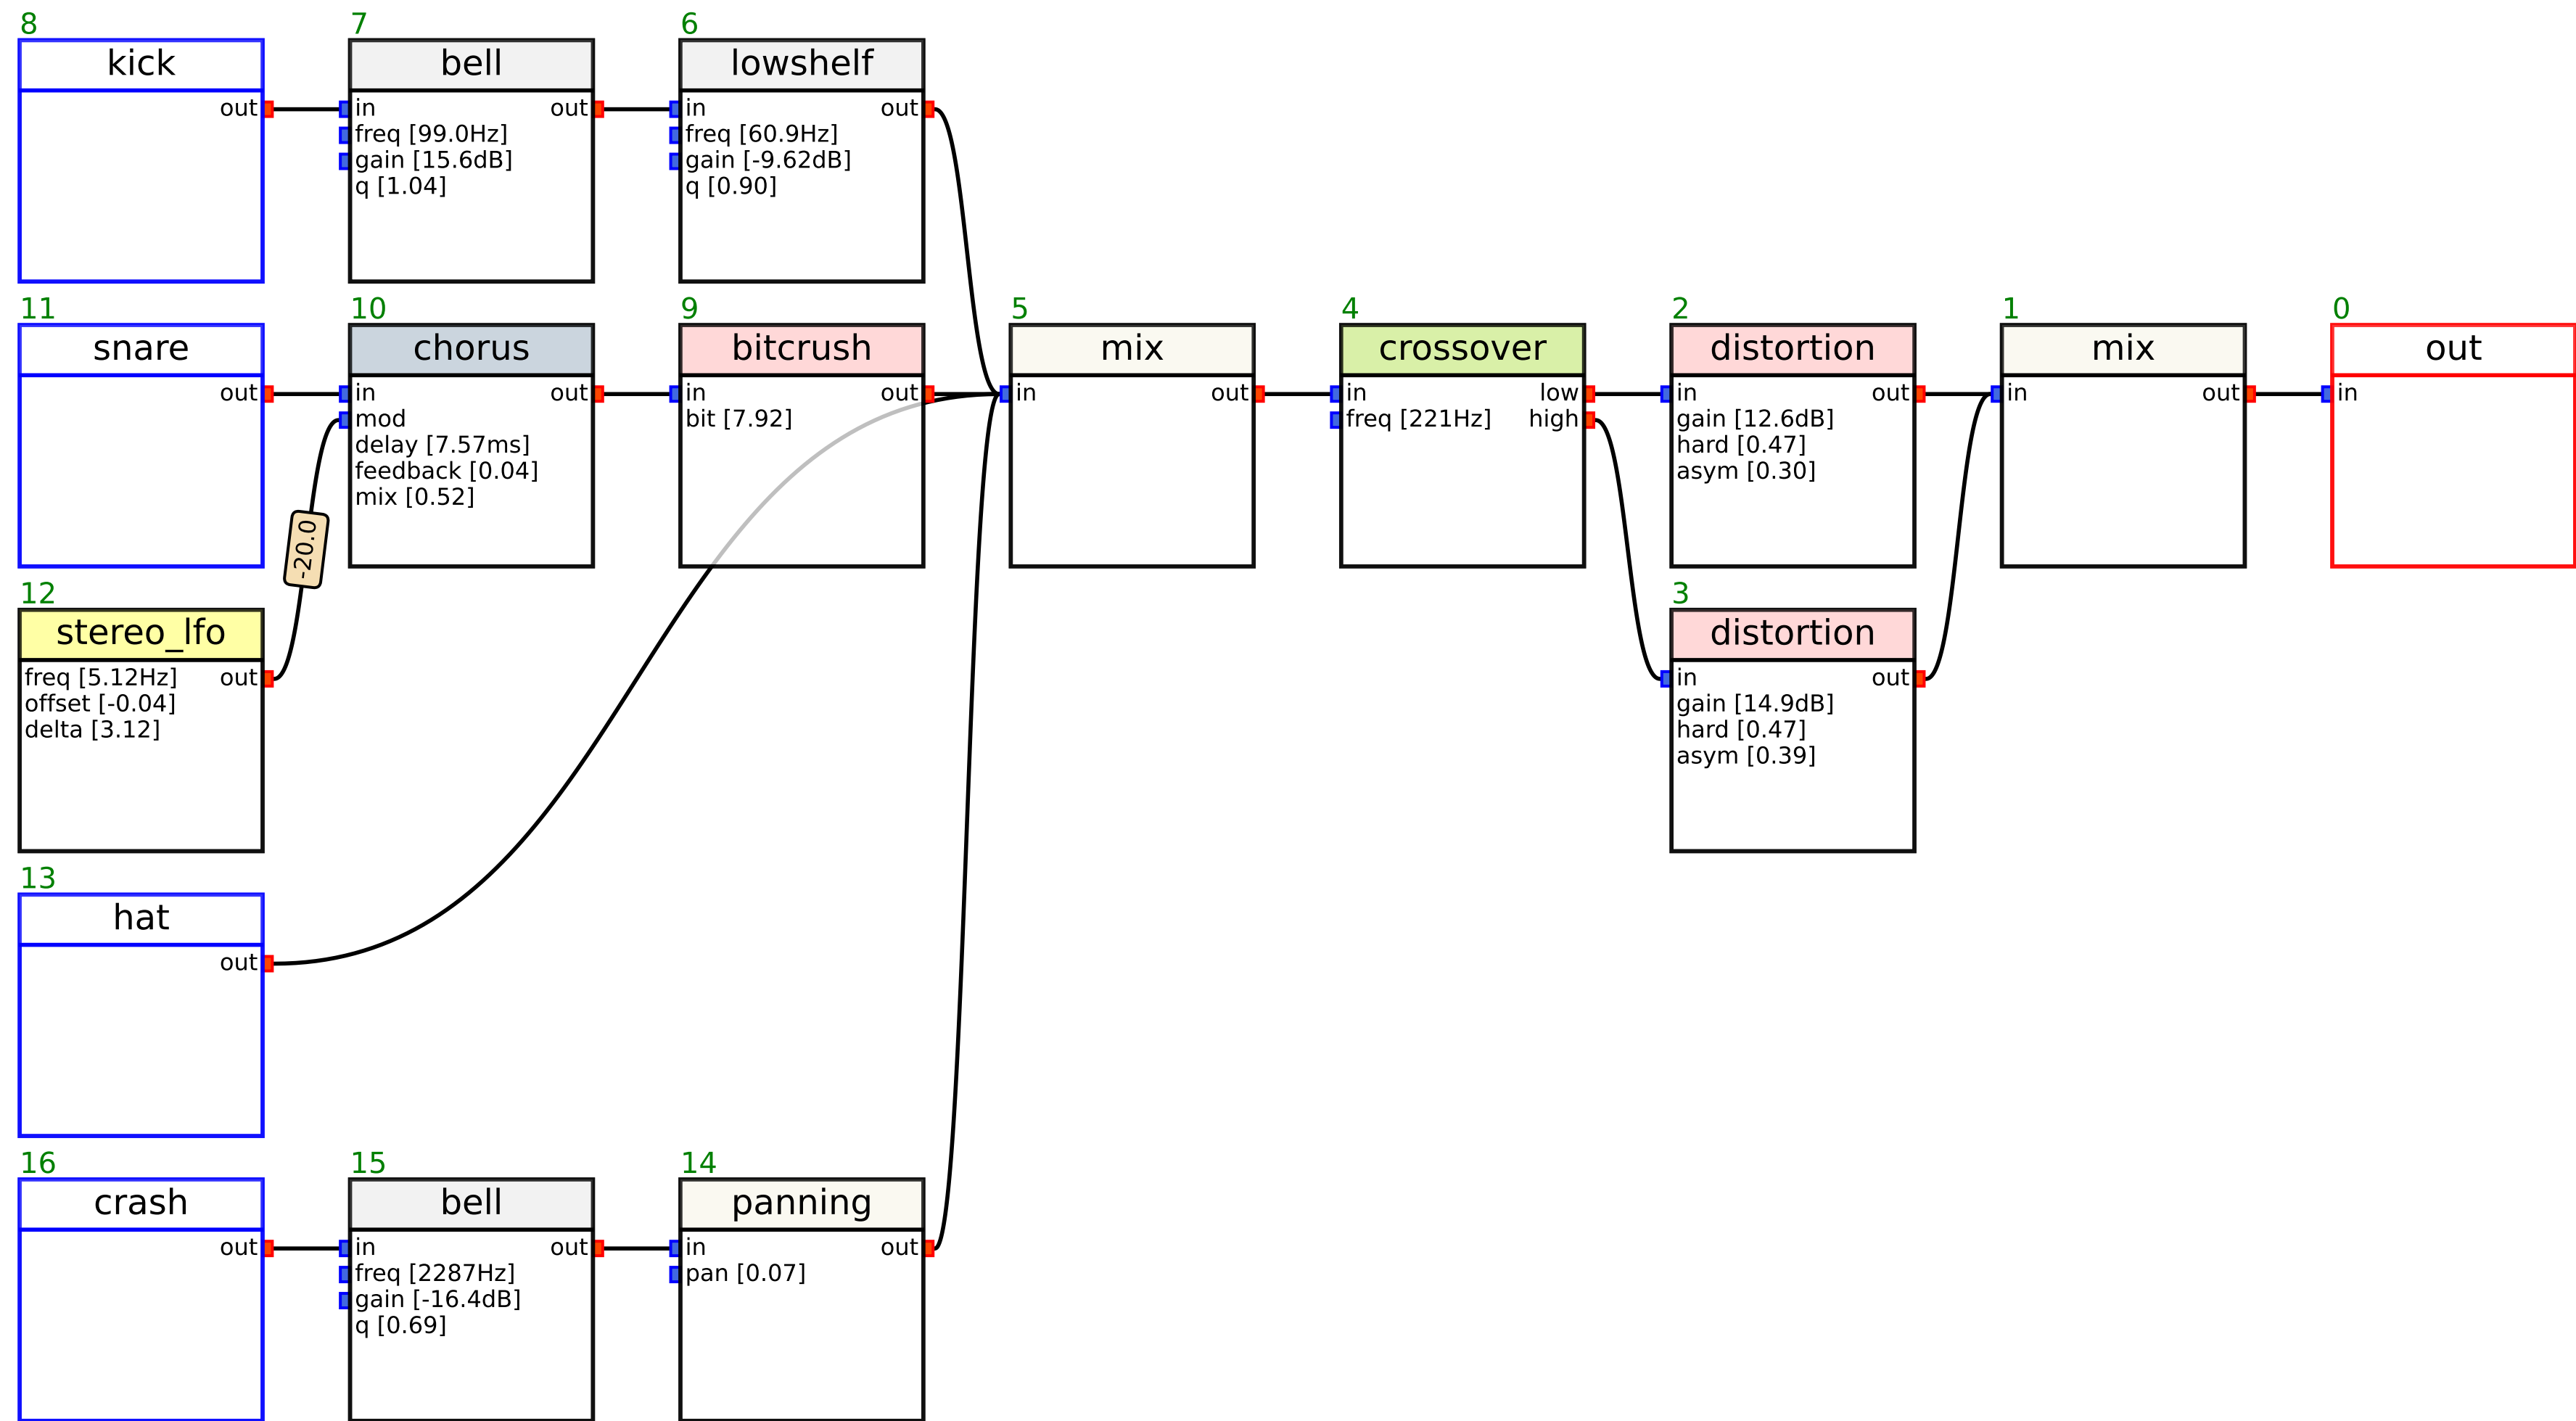 8
kick
out
7
bell
in out
freq [99.0Hz]
gain [15.6dB]
q [1.04]
6
lowshelf
in out
freq [60.9Hz]
gain [-9.62dB]
q [0.90]
11
snare
out
10
chorus
in out
mod
delay [7.57ms]
feedback [0.04]
mix [0.52]
9
bitcrush
in out
bit [7.92]
5
mix
in out
4
crossover
in low
freq [221Hz] high
2
distortion
in out
gain [12.6dB]
hard [0.47]
asym [0.30]
1
mix
in out
0
out
in
-20.0
12
stereo_lfo
freq [5.12Hz] out
offset [-0.04]
delta [3.12]
3
distortion
in out
gain [14.9dB]
hard [0.47]
asym [0.39]
13
hat
out
16
crash
out
15
bell
in out
freq [2287Hz]
gain [-16.4dB]
q [0.69]
14
panning
in out
pan [0.07]